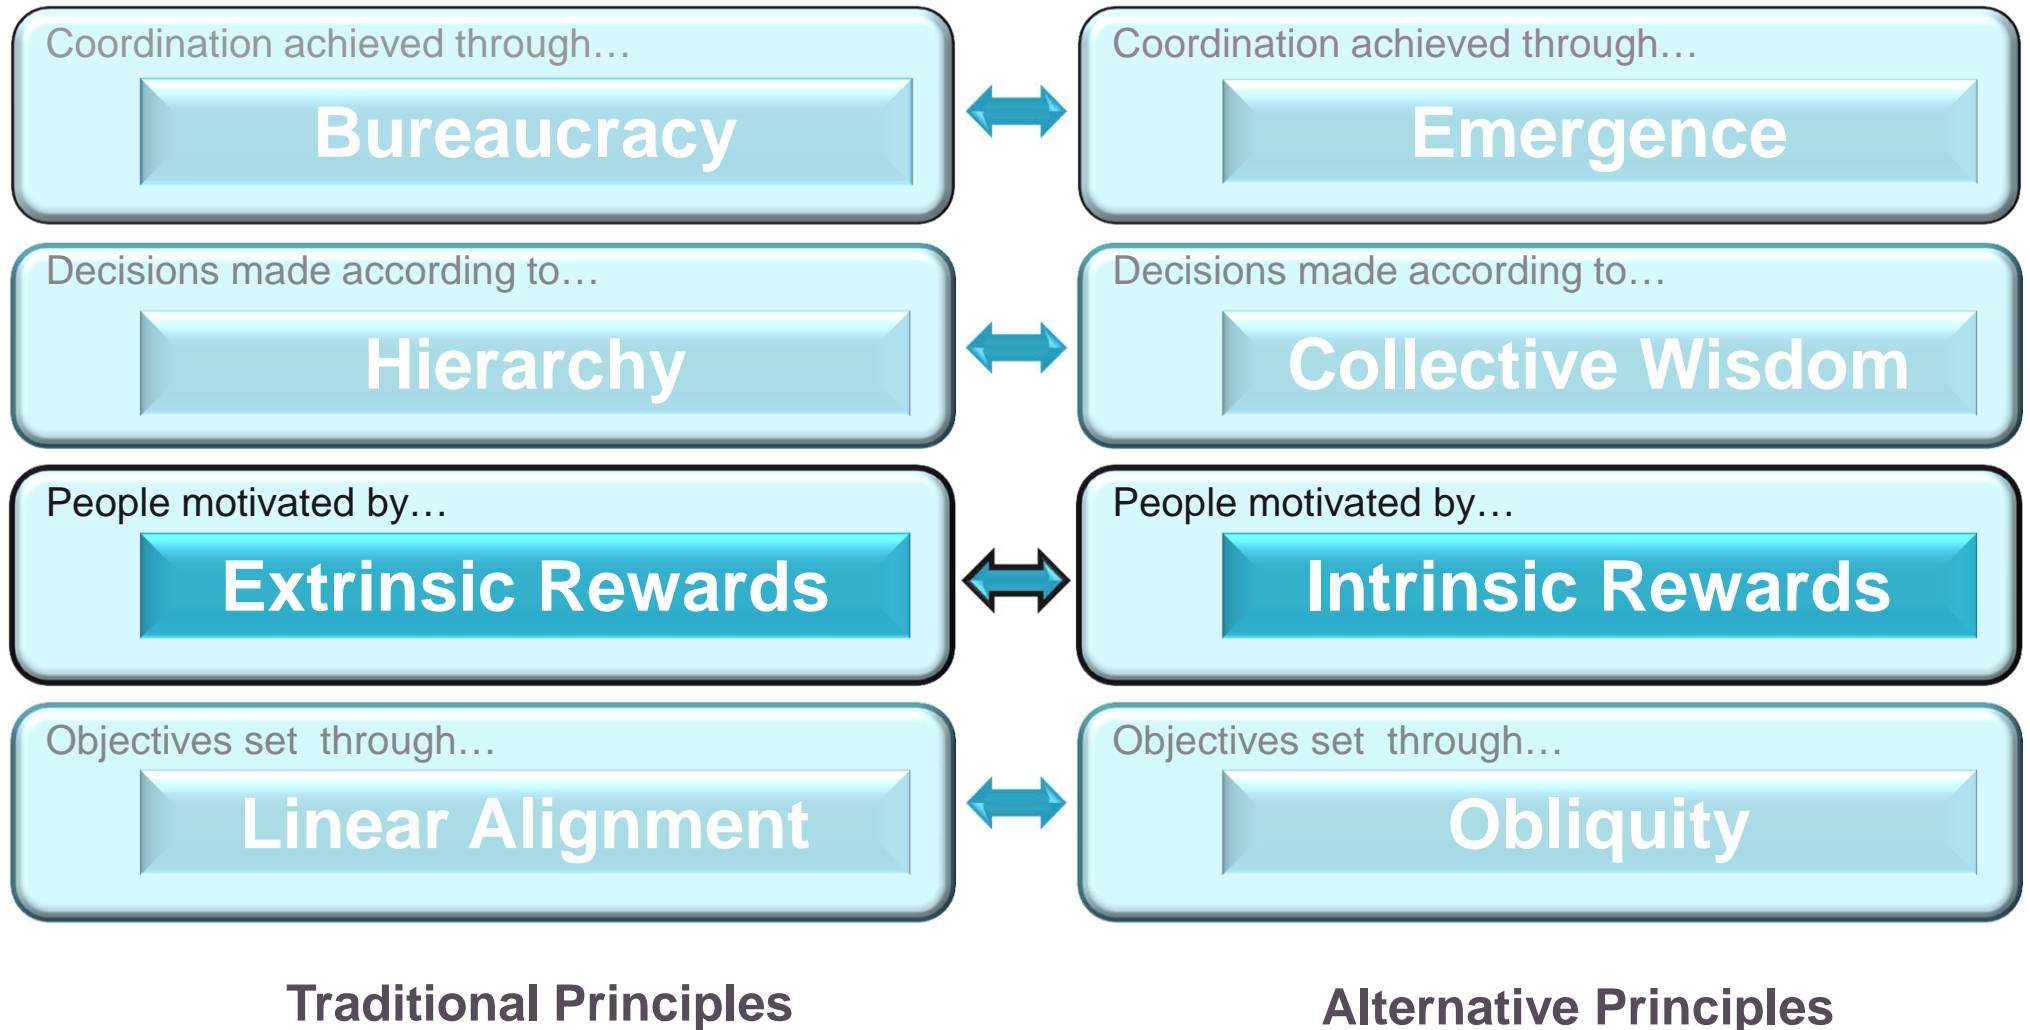 Coordination achieved through…
Bureaucracy
Coordination achieved through…
Emergence
Decisions made according to…
Hierarchy
Decisions made according to…
Collective Wisdom
People motivated by…
Extrinsic Rewards
People motivated by…
Intrinsic Rewards
Objectives set  through…
Linear Alignment
Objectives set  through…
Obliquity
Traditional Principles
Alternative Principles